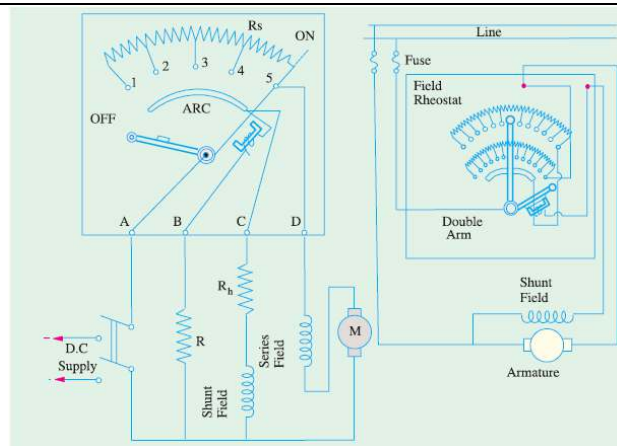 Rs
ON
1
2
3
4
5
OFF
ARC
A
B
C
D
Rh
R
Shunt
Field
Series
Field
M
D.C
Supply
Line
Fuse
Field
Rheostat
Double
Arm
Shunt
Field
Armature